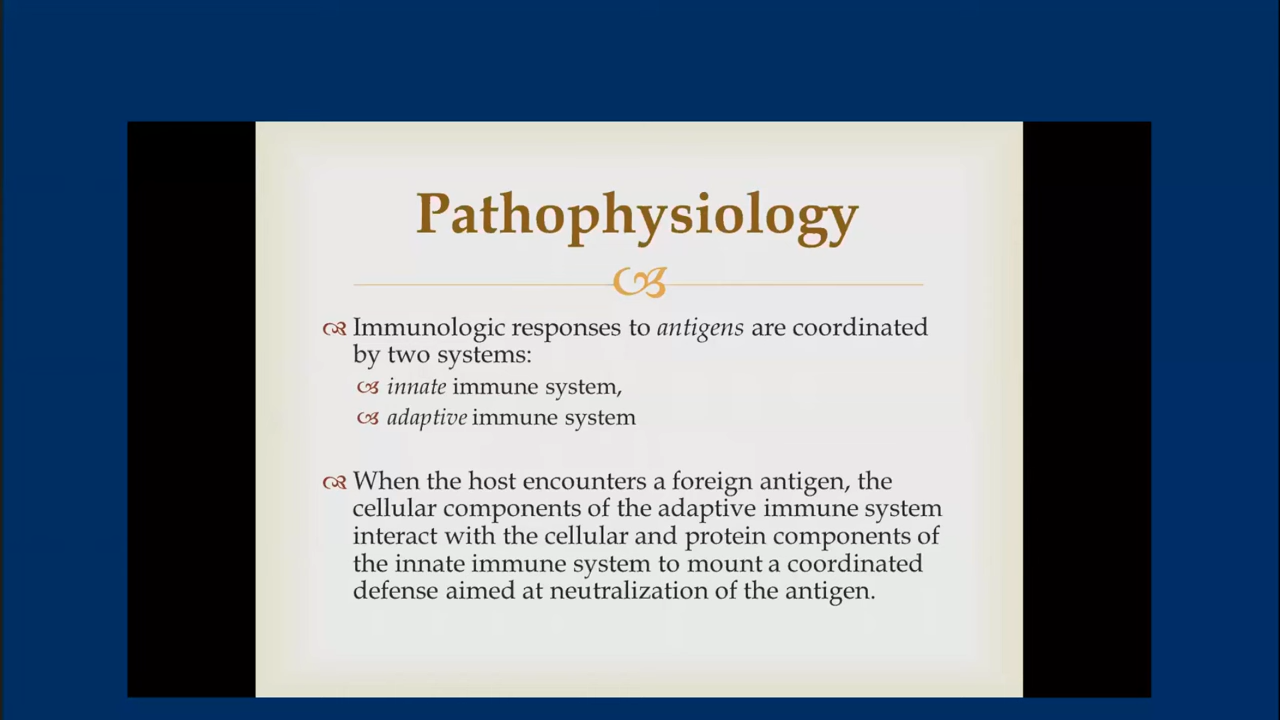 Pathophysiology
Immunologic responses to antigens are coordinated
by two systems:
innate immune system,
adaptive immune system
When the host encounters a foreign antigen, the
cellular components of the adaptive immune system
interact with the cellular and protein components of
the innate immune system to mount a coordinated
defense aimed at neutralization of the antigen.